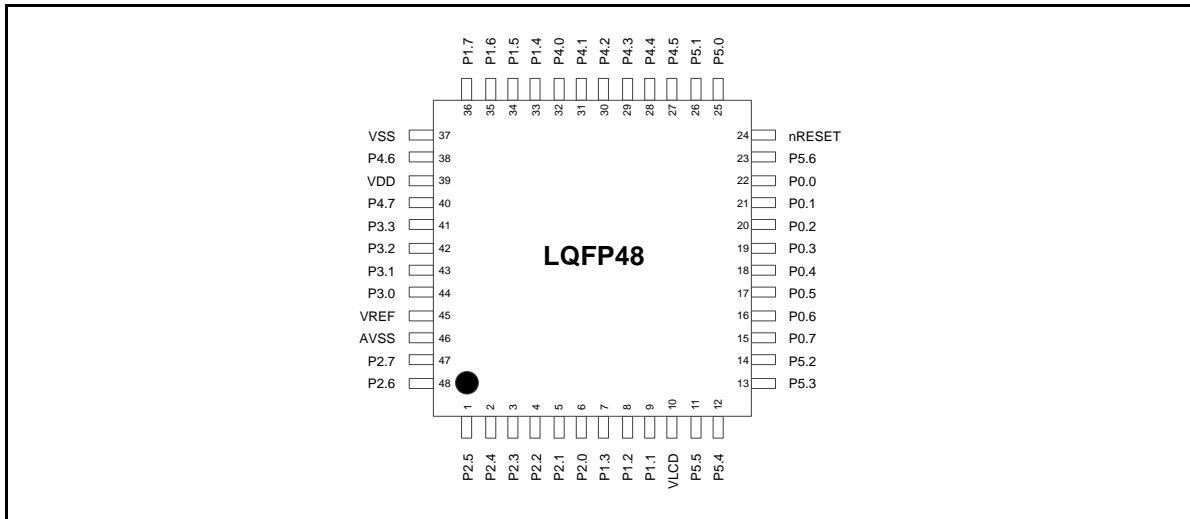 P1.7 P1.6 P1.5 P1.4 P4.0 P4.1 P4.2 P4.3 P4.4 P4.5 P5.1 P5.0
36 35 34 33 32 31 30 29 28 27 26 25
VSS 37 24 nRESET
P4.6 38 23 P5.6
VDD 39 22 P0.0
P4.7 40 21 P0.1
P3.3 41 20 P0.2
P3.2 42 19 P0.3
LQFP48
P3.1 43 18 P0.4
P3.0 44 17 P0.5
VREF 45 16 P0.6
AVSS 46 15 P0.7
P2.7 47 14 P5.2
P2.6 48 13 P5.3
1 2 3 4 5 6 7 8 9 10 11 12
P2.5 P2.4 P2.3 P2.2 P2.1 P2.0 P1.3 P1.2 P1.1 VLCD P5.5 P5.4